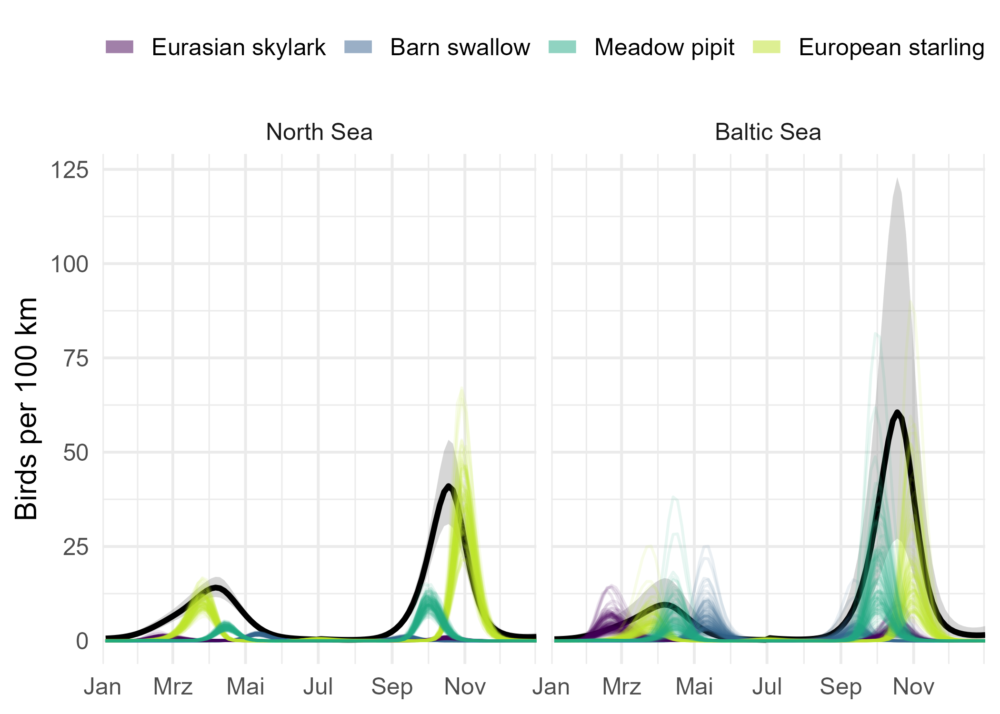 Eurasian skylark Barn swallow Meadow pipit European starling
North Sea Baltic Sea
125
100
75
50
25
0
Birds per 100 km
Jan Mrz Mai Jul Sep Nov Jan Mrz Mai Jul Sep Nov